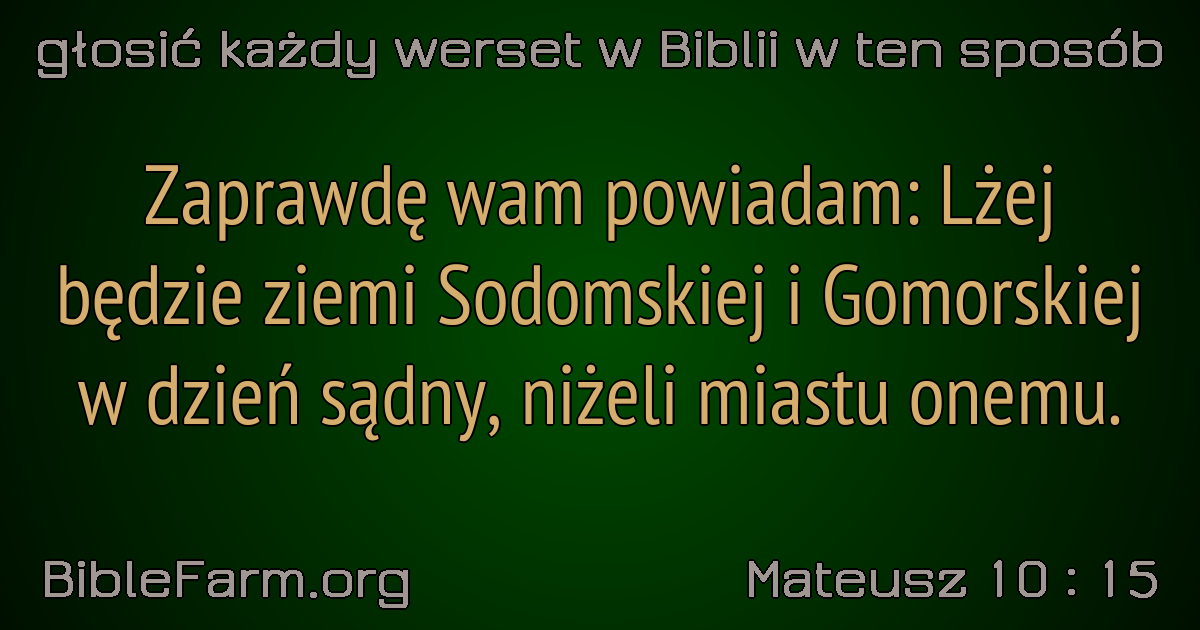 głosić każdy werset w Biblii w ten sposób
Zaprawdę wam powiadam: Lżej
będzie ziemi Sodomskiej i Gomorskiej
w dzień sądny, niżeli miastu onemu.
BibleFarm.org
Mateusz 10 : 15